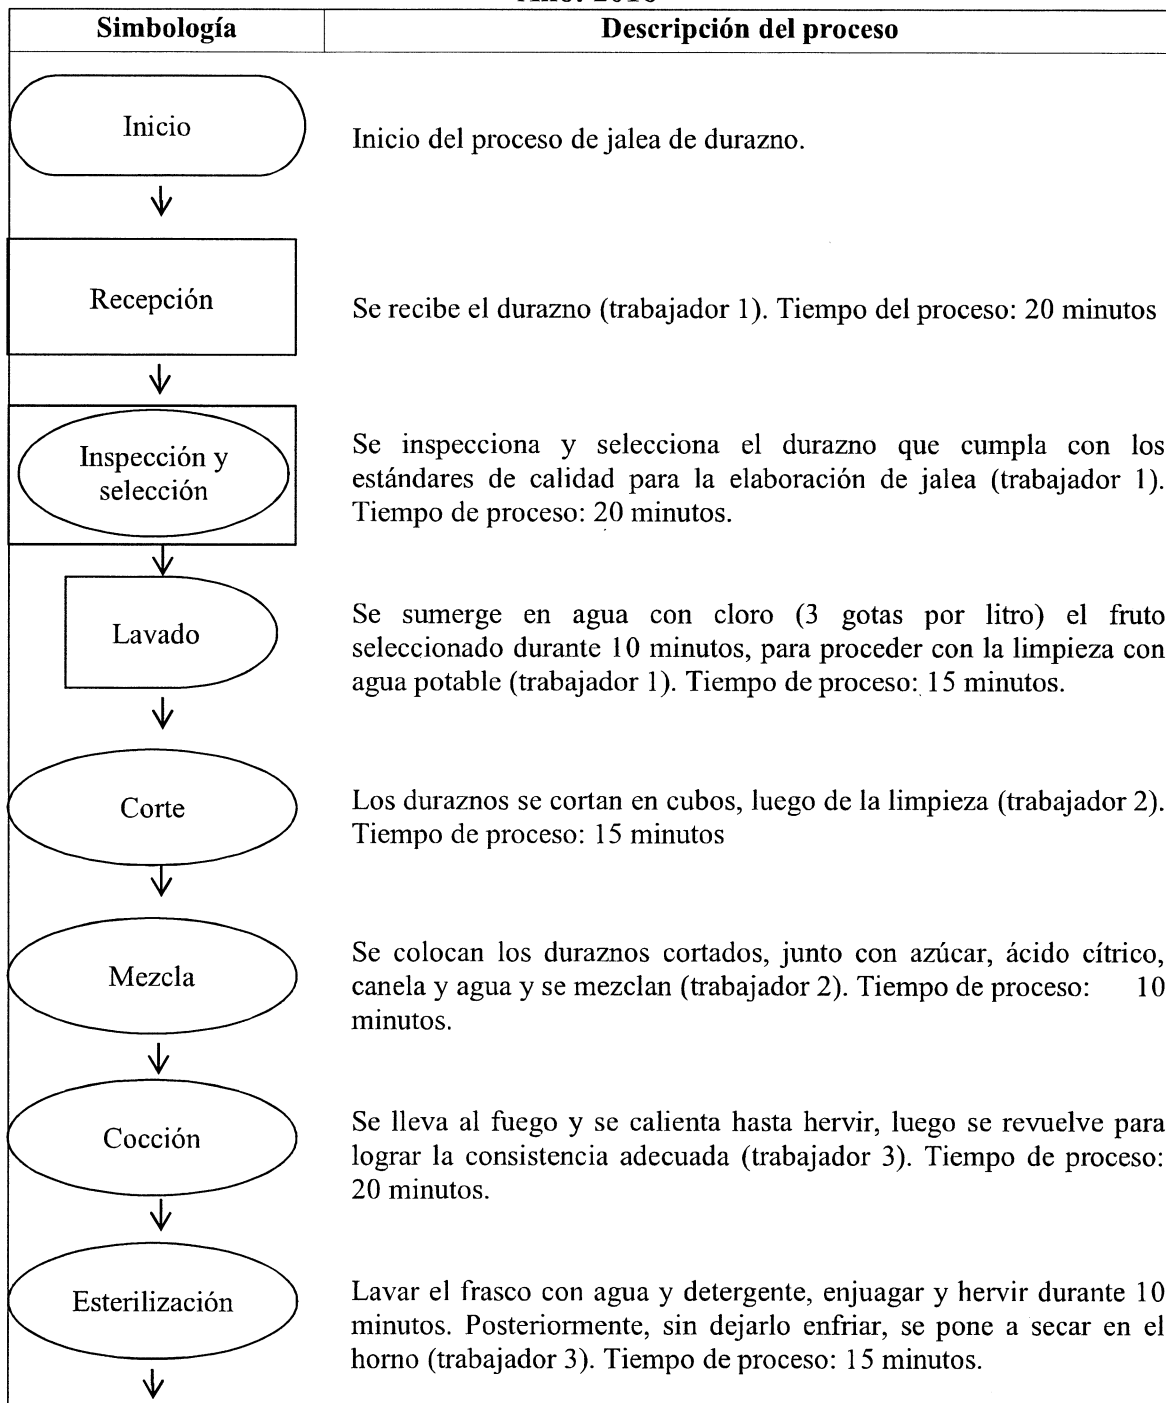 Simbología
Descripción del proceso
Inicio
Inicio del proceso de jalea de durazno.
Recepción
Se recibe el durazno (trabajador 1). Tiempo del proceso: 20 minutos
Inspección y
selección
Se inspecciona y selecciona el durazno que cumpla con los
estándares de calidad para la elaboración de jalea (trabajador 1).
Tiempo de proceso: 20 minutos.
Lavado
Se sumerge en agua con cloro (3 gotas por litro) el fruto
seleccionado durante 10 minutos, para proceder con la limpieza con
agua potable (trabajador 1). Tiempo de proceso: 15 minutos.
Corte
Los duraznos se cortan en cubos, luego de la limpieza (trabajador 2).
Tiempo de proceso: 15 minutos
Mezcla
Se colocan los duraznos cortados, junto con azúcar, ácido cítrico,
canela y agua y se mezclan (trabajador 2). Tiempo de proceso: 10
minutos.
Cocción
Se lleva al fuego y se calienta hasta hervir, luego se revuelve para
lograr la consistencia adecuada (trabajador 3). Tiempo de proceso:
20 minutos.
Esterilización
Lavar el frasco con agua y detergente, enjuagar y hervir durante 10
minutos. Posteriormente, sin dejarlo enfriar, se pone a secar en el
horno (trabajador 3). Tiempo de proceso: 15 minutos.